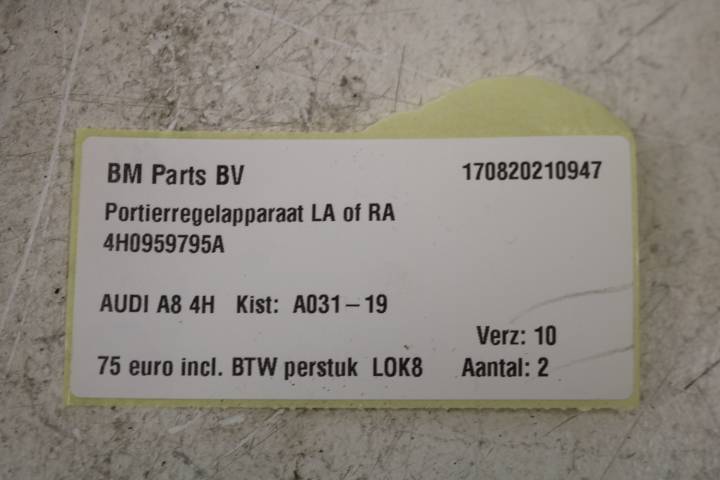 BM Parts BV 170820210947
Portierregelapparaat LA of RA
4H0959795A
AUDI A8 4H Kist: A031-19
Verz: 10
75 euro incl. BTW perstuk LOK8 Aantal: 2